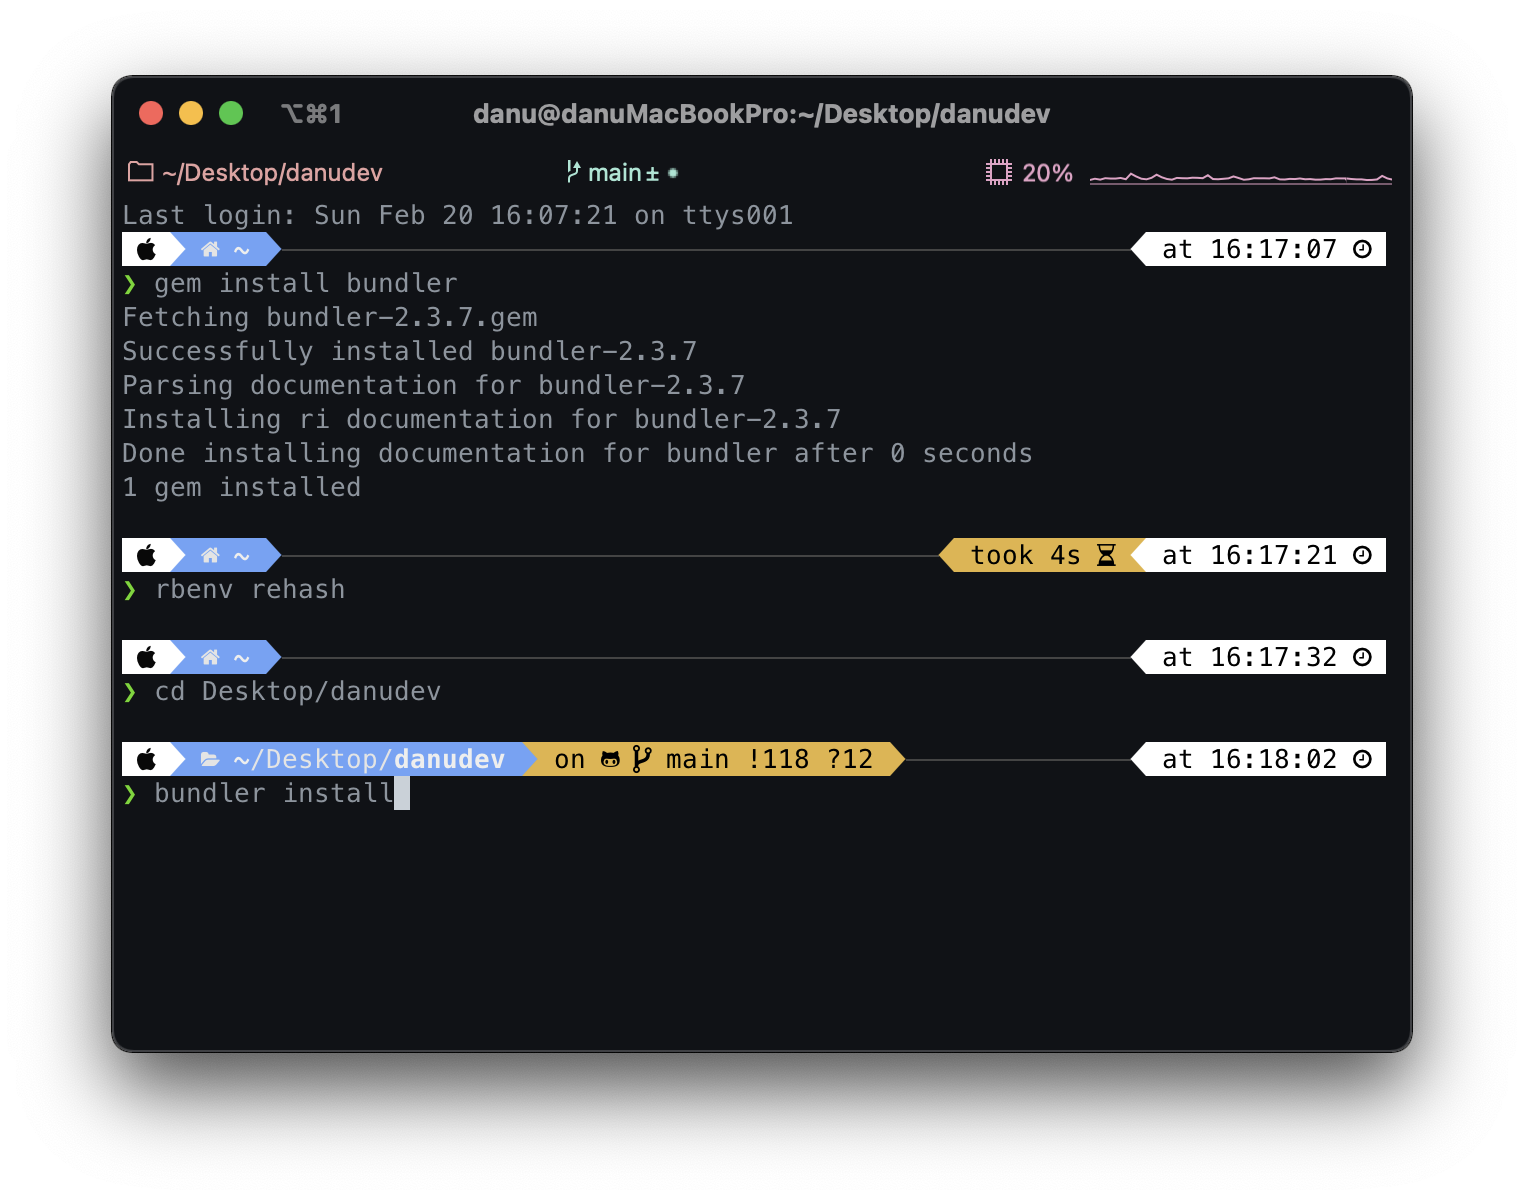 ⌥⌘1 danu@danuMacBookPro:~/Desktop/danudev
~/Desktop/danudev main ± 20%
Last login: Sun Feb 20 16:07:21 on ttys001
~ at 16:17:07
❯ gem install bundler
Fetching bundler-2.3.7.gem
Successfully installed bundler-2.3.7
Parsing documentation for bundler-2.3.7
Installing ri documentation for bundler-2.3.7
Done installing documentation for bundler after 0 seconds
1 gem installed
~ took 4s at 16:17:21
❯ rbenv rehash
~ at 16:17:32
❯ cd Desktop/danudev
~/Desktop/danudev on main !118 ?12 at 16:18:02
❯ bundler install